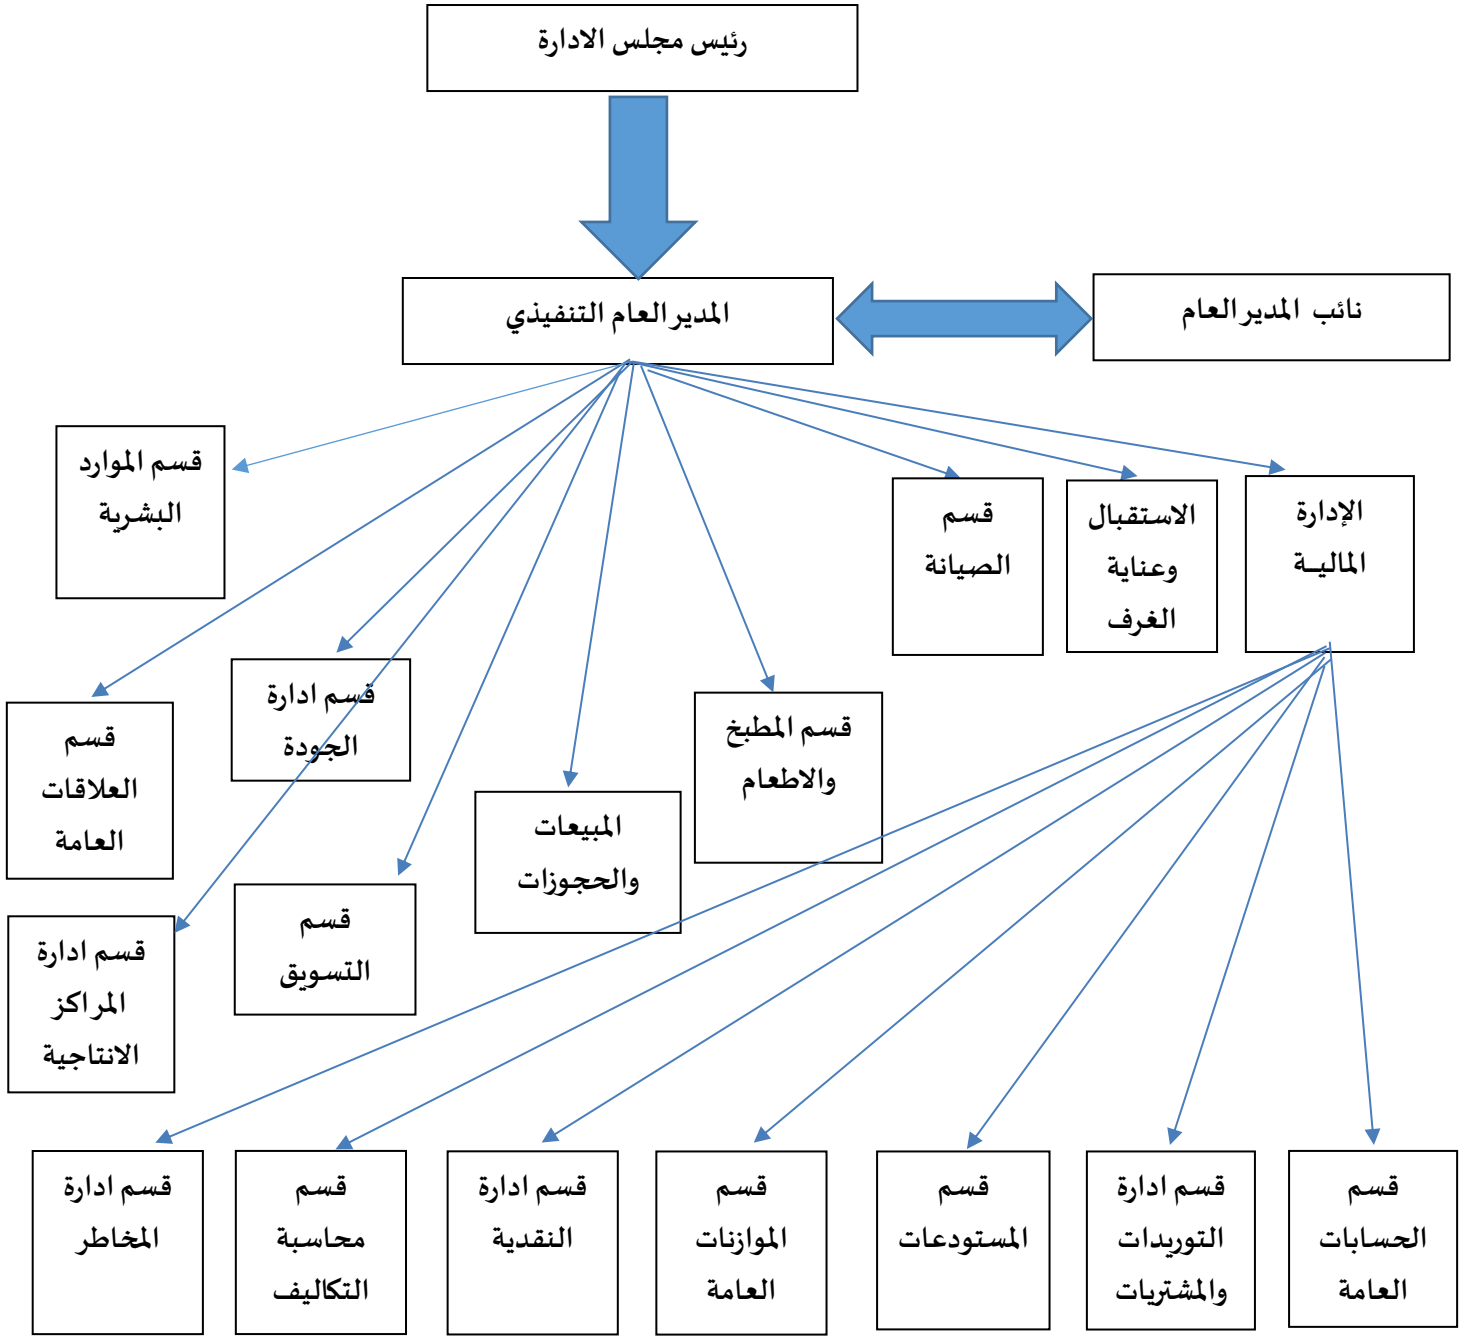 رئيس مجلس الادارة
المدير العام التنفيذي
نائب المدير العام
الإدارة
الماليـة
الاستقبال
وعناية
الغرف
قسم
الصيانة
قسم الموارد
البشرية
قسم المطبخ
والاطعام
قسم ادارة
الجودة
قسم
العلاقات
العامة
المبيعات
والحجوزات
قسم
التسويق
قسم ادارة
المراكز
الانتاجية
قسم
الحسابات
العامة
قسم ادارة
التوريدات
والمشتريات
قسم
المستودعات
قسم
الموازنات
العامة
قسم ادارة
النقدية
قسم
محاسبة
التكاليف
قسم ادارة
المخاطر